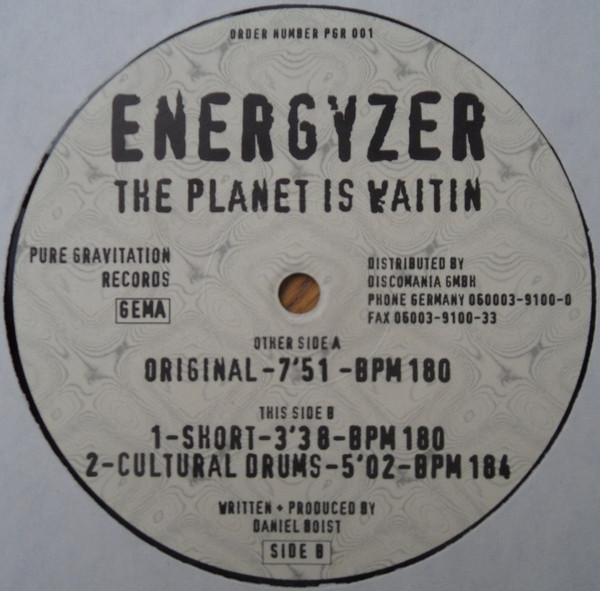 ORDER NUMBER PGR 001
ENERGYZER
THE PLANET IS WAITIN
PURE GRAVITATION
RECORDS
GEMA
DISTRIBUTED BY
DISCOMANIA GMBH
PHONE GERMANY 060003-9100-0
FAX 06003-9100-33
OTHER SIDE A
ORIGINAL-7'51 -BPM 180
THIS SIDE B
1-SHORT-3'38-BPM 180
2-CULTURAL DRUMS-5'02-BPM 184
WRITTEN + PRODUCED BY
DANIEL BOIST
SIDE B